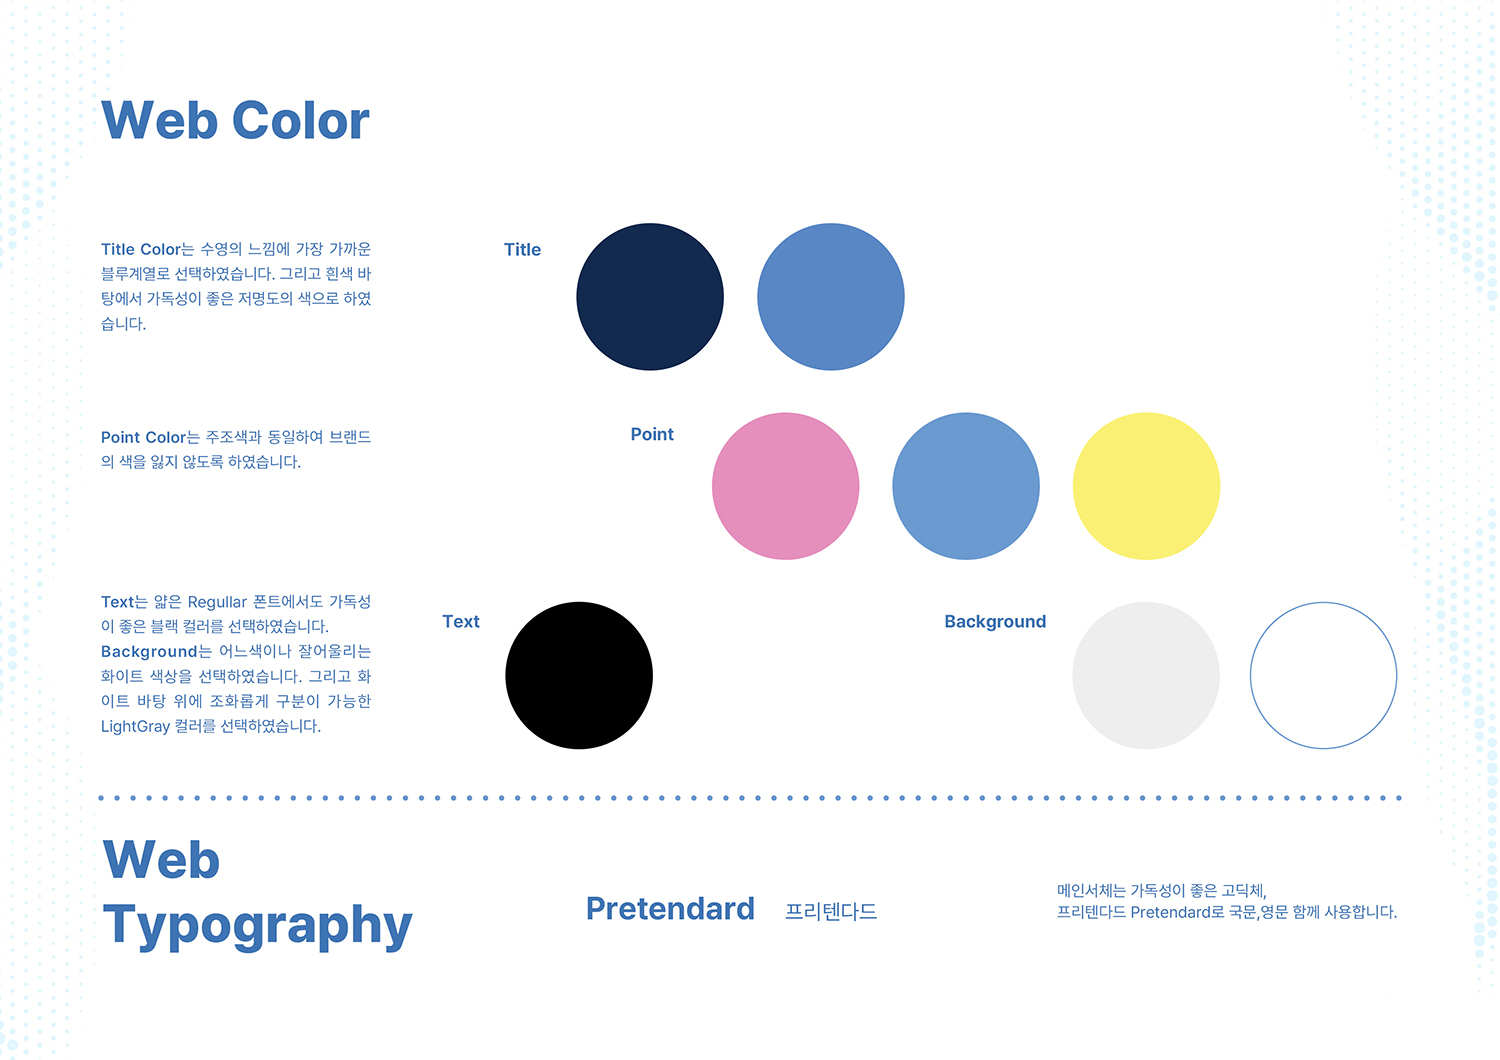 Web Color
Title Color는 수영의 느낌에 가장 가까운
블루계열로 선택하였습니다. 그리고 흰색 바
탕에서 가독성이 좋은 저명도의 색으로 하였
습니다.
Title
Point Color는 주조색과 동일하여 브랜드
의 색을 잃지 않도록 하였습니다.
Point
Text는 얇은 Regullar 폰트에서도 가독성
이 좋은 블랙 컬러를 선택하였습니다.
Background는 어느색이나 잘어울리는
화이트 색상을 선택하였습니다. 그리고 화
이트 바탕 위에 조화롭게 구분이 가능한
LightGray 컬러를 선택하였습니다.
Text
Background
Web
Typography
Pretendard 프리텐다드
메인서체는 가독성이 좋은 고딕체,
프리텐다드 Pretendard로 국문,영문 함께 사용합니다.